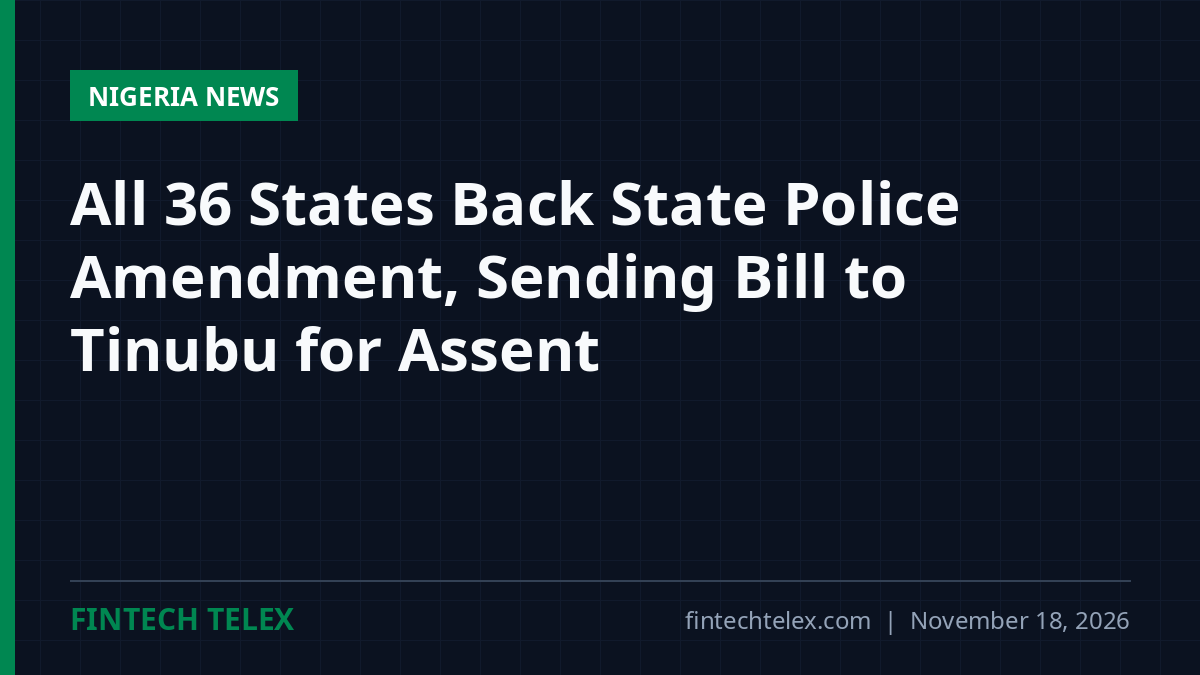 NIGERIA NEWS
All 36 States Back State Police
Amendment, Sending Bill to
Tinubu for Assent
FINTECH TELEX
fintechtelex.com | November 18, 2026